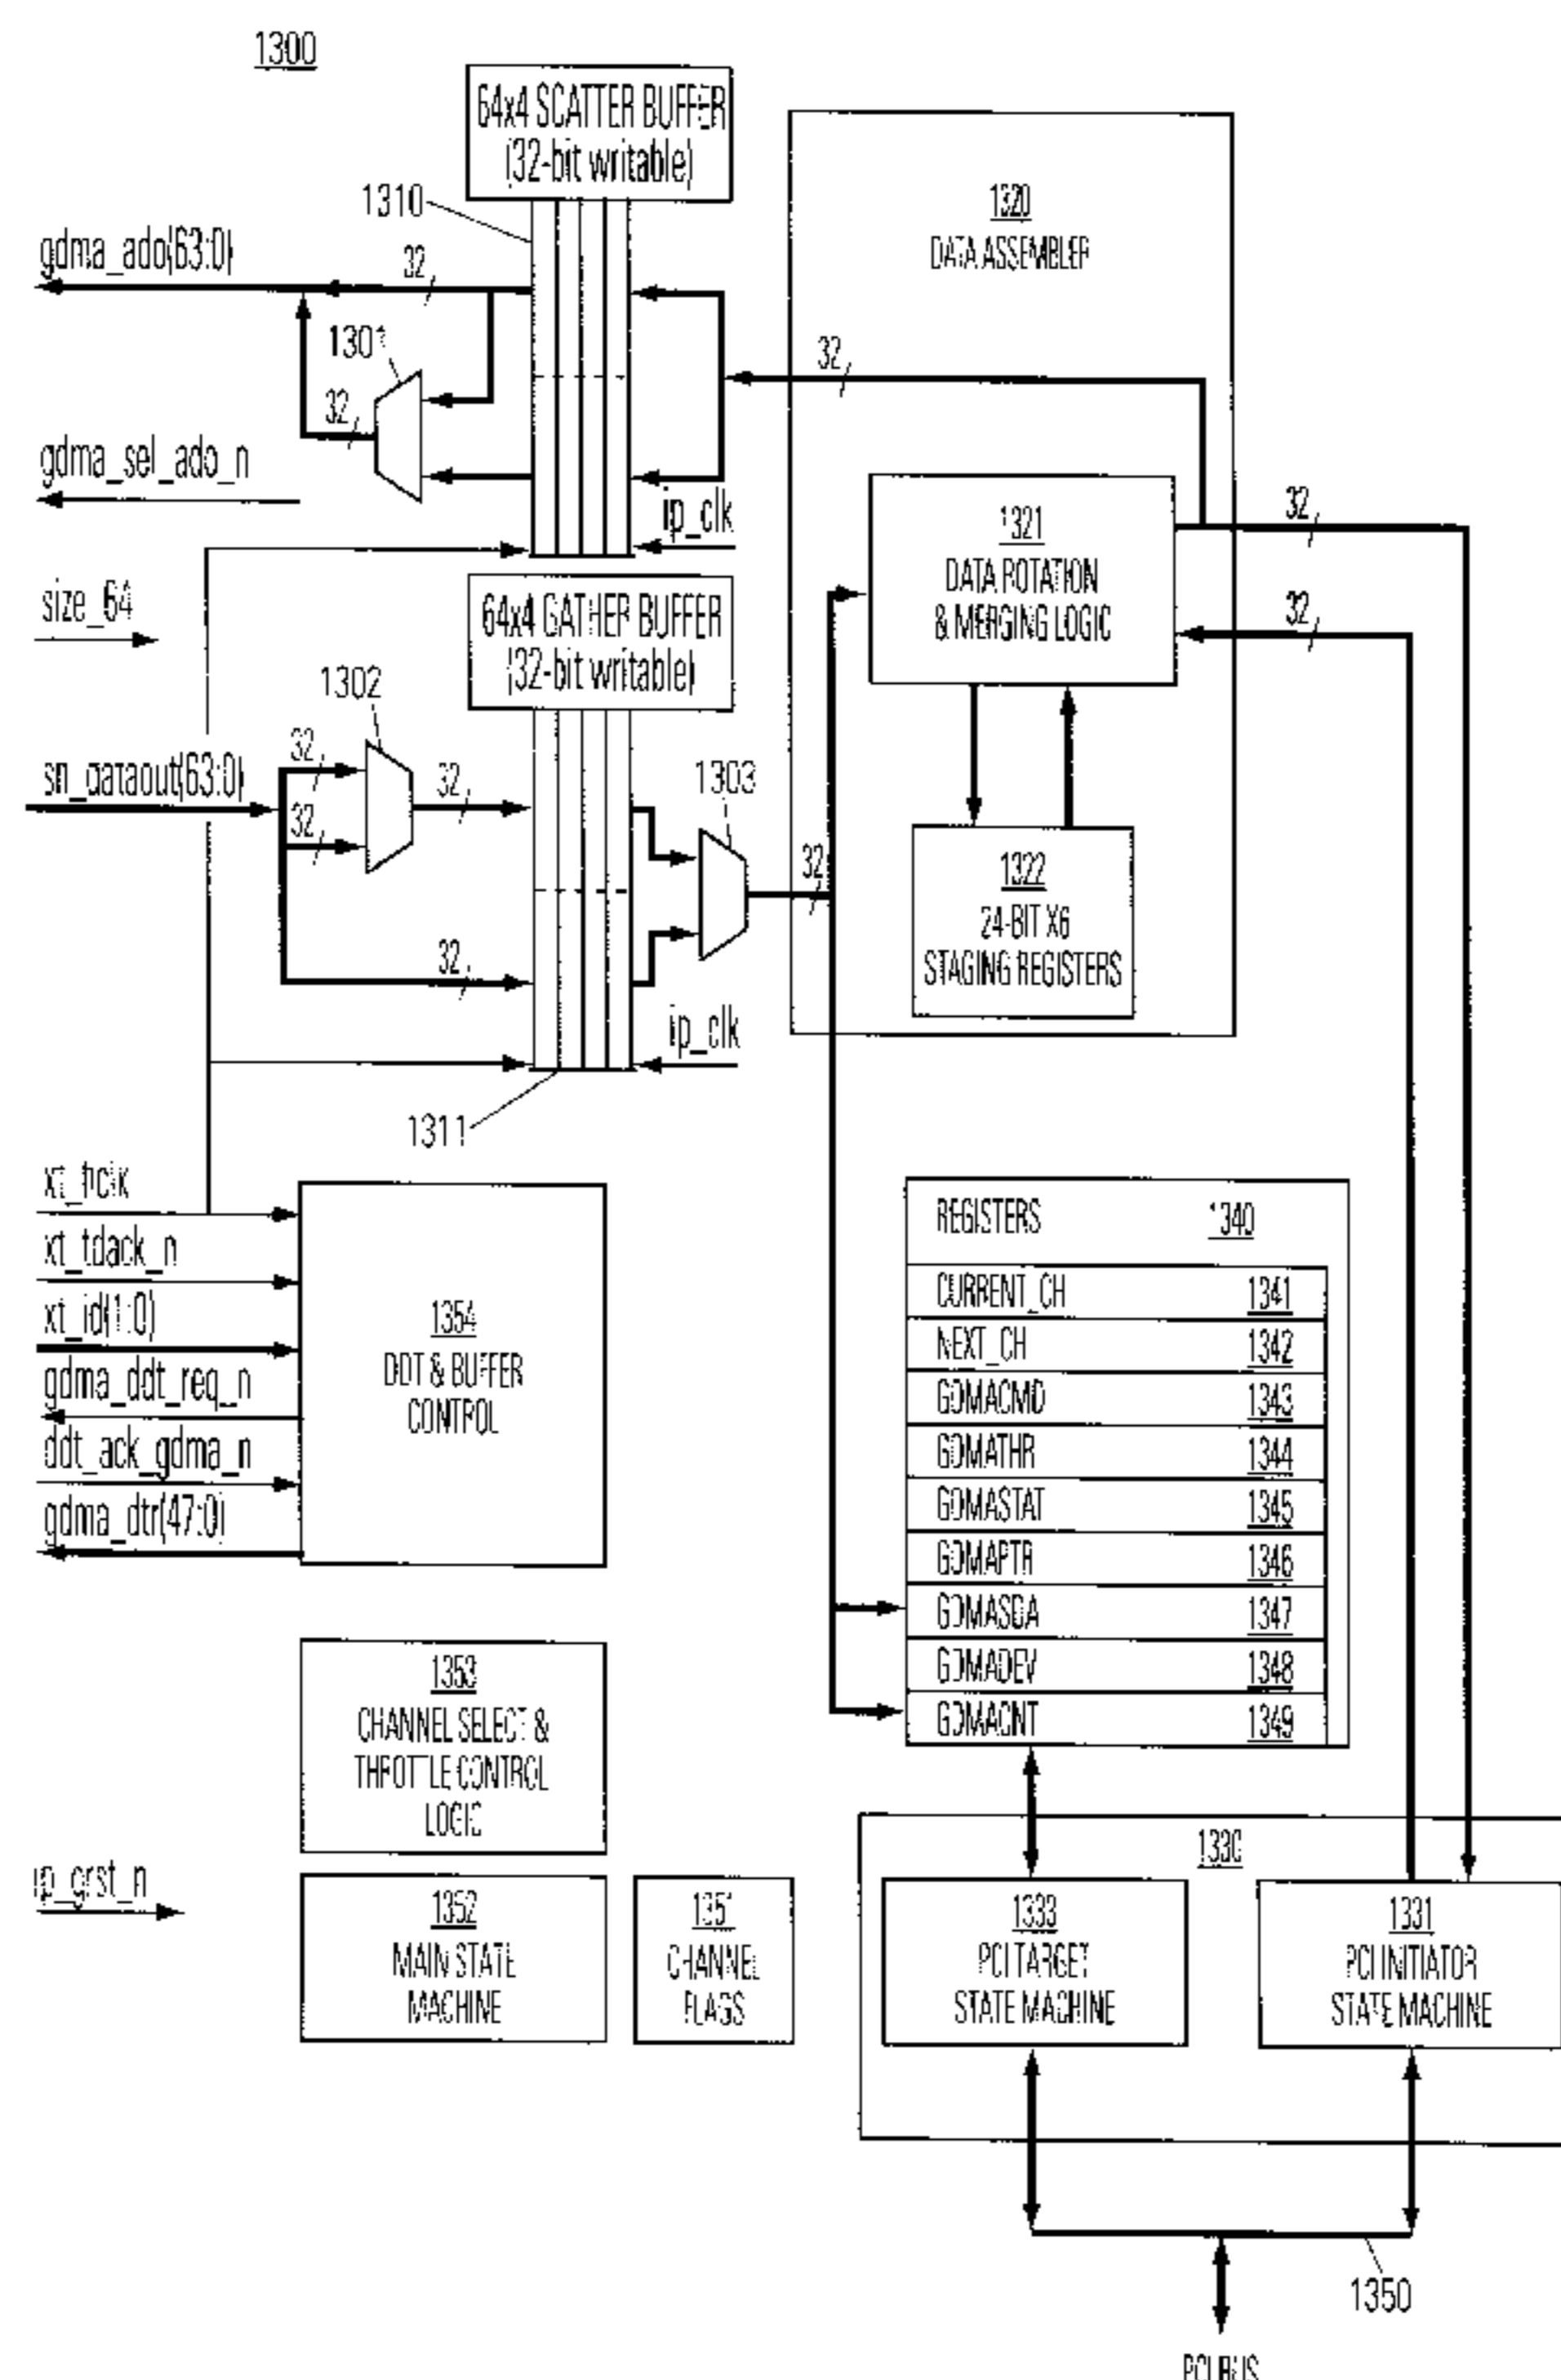 1300
64x4 SCATTER BUFFER
(32-bit writable)
1310
gdma_ado(63:0)
32
1301
32
gdma_sel_ado_n
ip_clk
1320
DATA ASSEMBLER
32
1321
DATA ROTATION
& MERGING LOGIC
32
32
size_64
64x4 GATHER BUFFER
(32-bit writable)
1302
32
32
32
sn_dataout(63:0)
1303
32
32
ip_clk
1311
1322
24-BIT X6
STAGING REGISTERS
xt_hclk
xt_tdack_n
xt_id(1:0)
gdma_ddt_req_n
ddt_ack_gdma_n
gdma_dtr(47:0)
1354
DDT & BUFFER
CONTROL
REGISTERS 1340
CURRENT_CH 1341
NEXT_CH 1342
GDMACMD 1343
GDMATHR 1344
GDMASTAT 1345
GDMAPTR 1346
GDMASDA 1347
GDMADEV 1348
GDMACNT 1349
1353
CHANNEL SELECT &
THROTTLE CONTROL
LOGIC
ip_grst_n
1352
MAIN STATE
MACHINE
1351
CHANNEL
FLAGS
1330
1333
PCI TARGET
STATE MACHINE
1331
PCI INITIATOR
STATE MACHINE
1350
PCI BUS